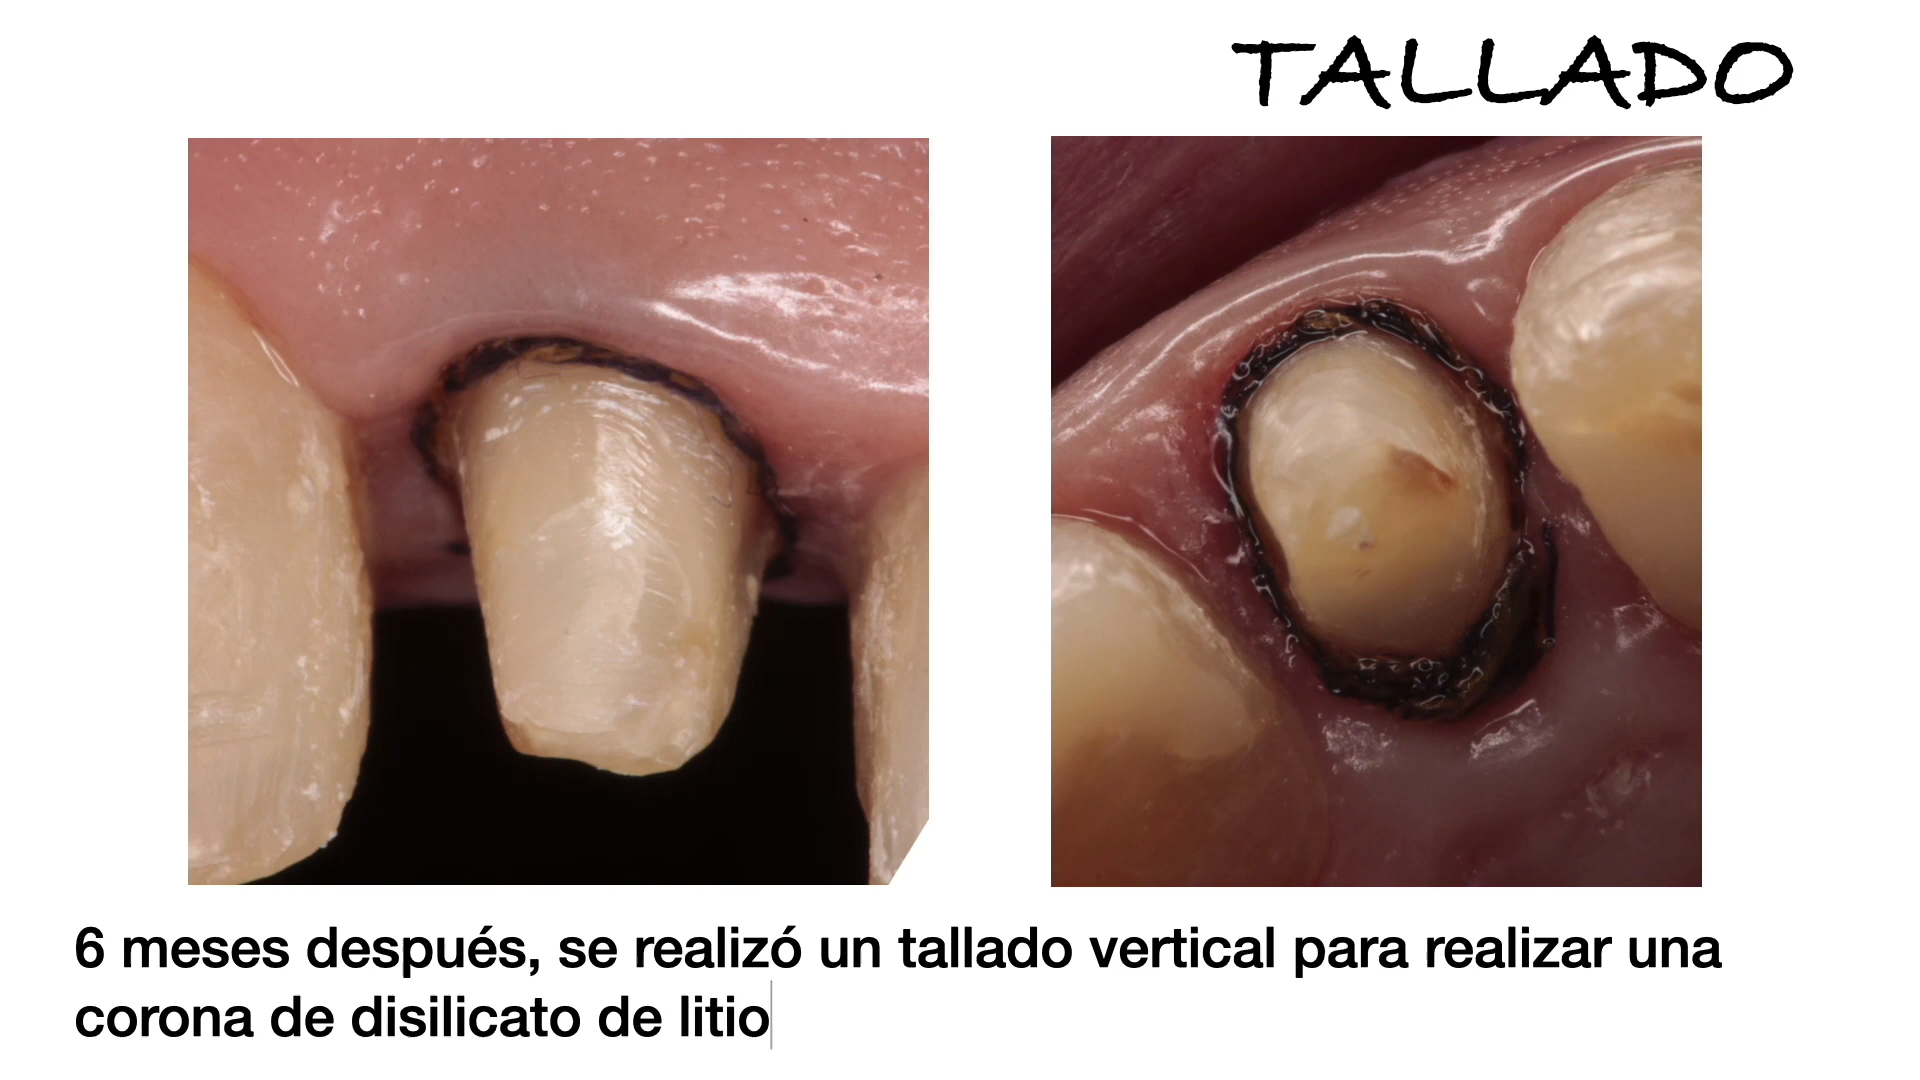 TALLADO
6 meses después, se realizó un tallado vertical para realizar una
corona de disilicato de litio